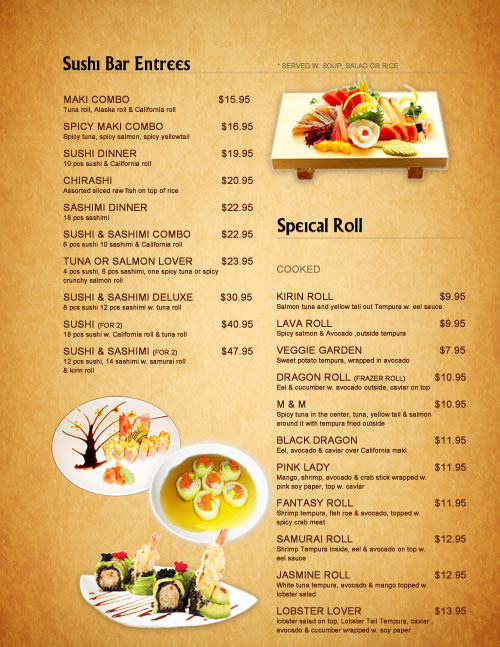 Sushi Bar Entrees
* SERVED W. SOUP, SALAD OR RICE
MAKI COMBO $15.95
Tuna roll, Alaska roll & California roll
SPICY MAKI COMBO $16.95
Spicy tuna, spicy salmon, spicy yellowtail
SUSHI DINNER $19.95
10 pcs sushi & California roll
CHIRASHI $20.95
Assorted sliced raw fish on top of rice
SASHIMI DINNER $22.95
18 pcs sashimi
SUSHI & SASHIMI COMBO $22.95
6 pcs sushi 10 sashimi & California roll
TUNA OR SALMON LOVER $23.95
4 pcs sushi, 6 pcs sashimi, one spicy tuna or spicy
crunchy salmon roll
SUSHI & SASHIMI DELUXE $30.95
8 pcs sushi 12 pcs sashimi w. tuna roll
SUSHI (FOR 2) $40.95
18 pcs sushi w. California roll & tuna roll
SUSHI & SASHIMI (FOR 2) $47.95
12 pcs sushi, 14 sashimi w. samurai roll
& kirin roll
Speical Roll
COOKED
KIRIN ROLL $9.95
Salmon tuna and yellow tail out Tempura w. eel sauce
LAVA ROLL $9.95
Spicy salmon & Avocado ,outside tempura
VEGGIE GARDEN $7.95
Sweet potato tempura, wrapped in avocado
DRAGON ROLL (FRAZER ROLL) $10.95
Eel & cucumber w. avocado outside, caviar on top
M & M $10.95
Spicy tuna in the center, tuna, yellow tail & salmon
around it with tempura fried outside
BLACK DRAGON $11.95
Eel, avocado & caviar over California maki
PINK LADY $11.95
Mango, shrimp, avocado & crab stick wrapped w.
pink soy paper, top w. caviar
FANTASY ROLL $11.95
Shrimp tempura, fish roe & avocado, topped w.
spicy crab meat
SAMURAI ROLL $12.95
Shrimp Tempura inside, eel & avocado on top w.
eel sauce
JASMINE ROLL $12.95
White tuna tempura, avocado & mango topped w.
lobster salad
LOBSTER LOVER $13.95
lobster salad on top, Lobster Tail Tempura, caviar ,
avocado & cucumber wrapped w. soy paper